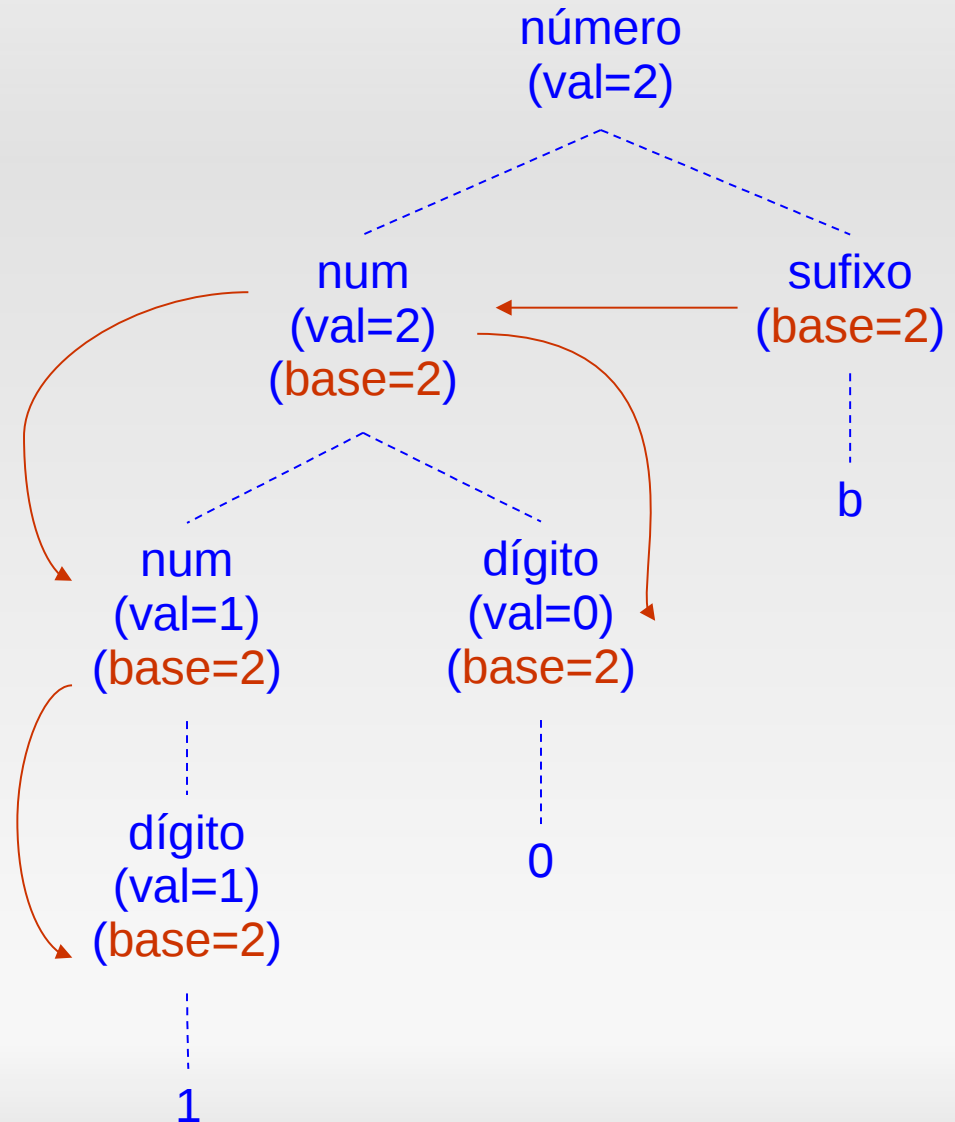 número
(val=2)
num
(val=2)
(base=2)
sufixo
(base=2)
b
num
(val=1)
(base=2)
dígito
(val=0)
(base=2)
dígito
(val=1)
(base=2)
0
1